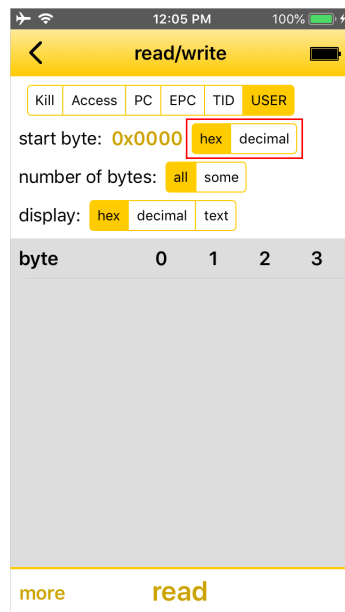 12:05 PM 100%
read/write
Kill Access PC EPC TID USER
start byte: 0x0000 hex decimal
number of bytes: all some
display: hex decimal text
byte 0 1 2 3
more read